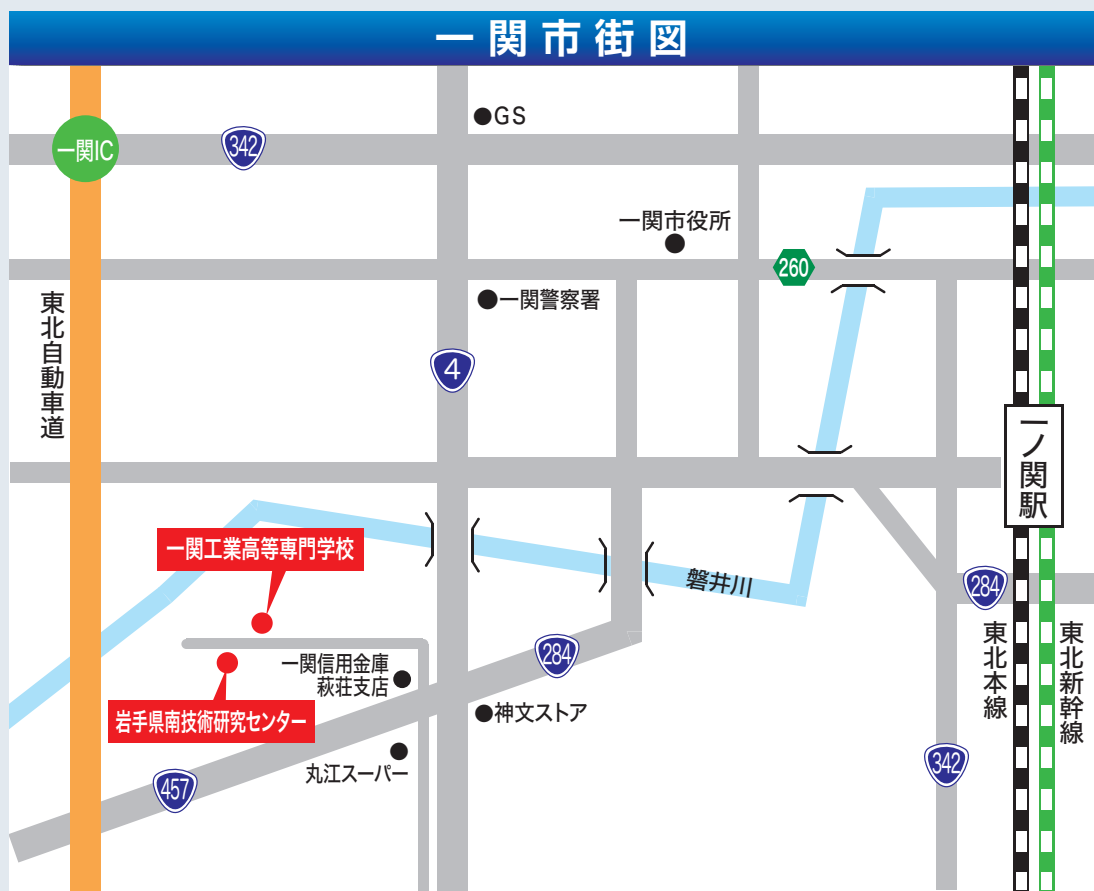 一関市街図
GS
一関IC
342
一関市役所
260
一関警察署
東北自動車道
4
一ノ関駅
一関工業高等専門学校
磐井川
284
284
東北本線
東北新幹線
一関信用金庫
萩荘支店
岩手県南技術研究センター
神文ストア
丸江スーパー
457
342